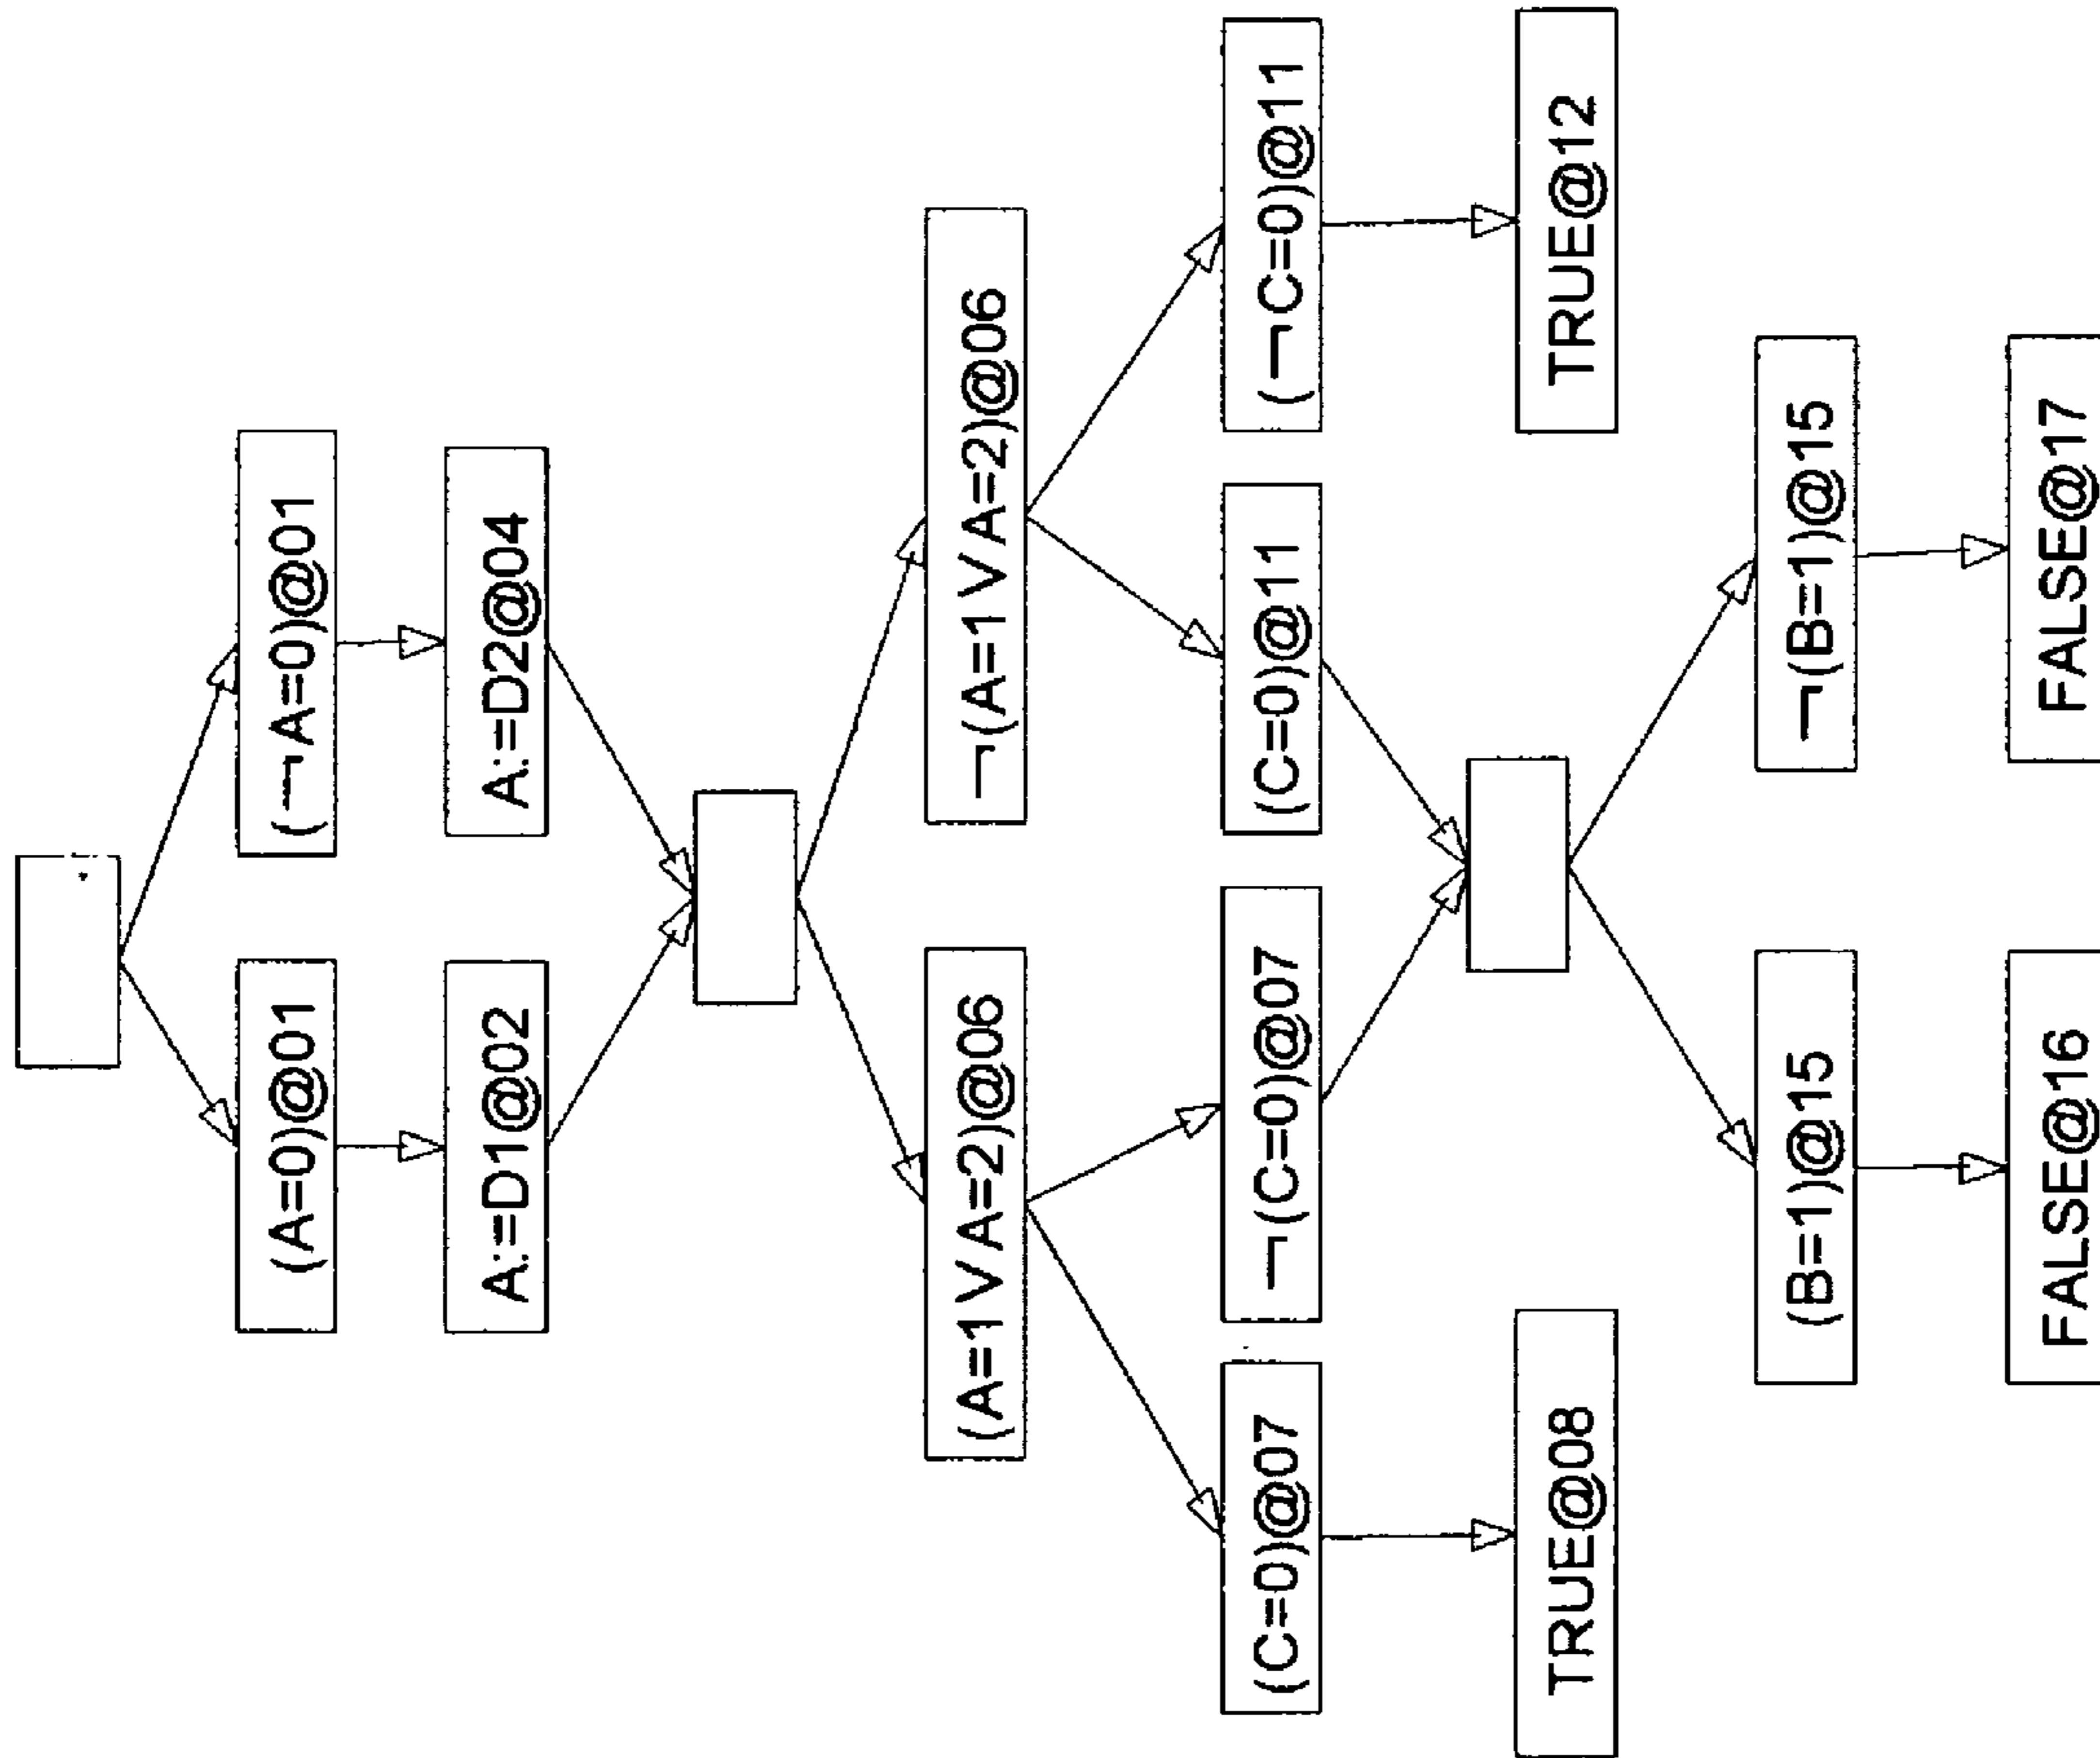 (A=0)@01
(¬A=0)@01
A:=D1@02
A:=D2@04
(A=1∨A=2)@06
¬(A=1∨A=2)@06
(C=0)@07
¬(C=0)@07
(C=0)@11
(¬C=0)@11
TRUE@08
TRUE@12
(B=1)@15
¬(B=1)@15
FALSE@16
FALSE@17